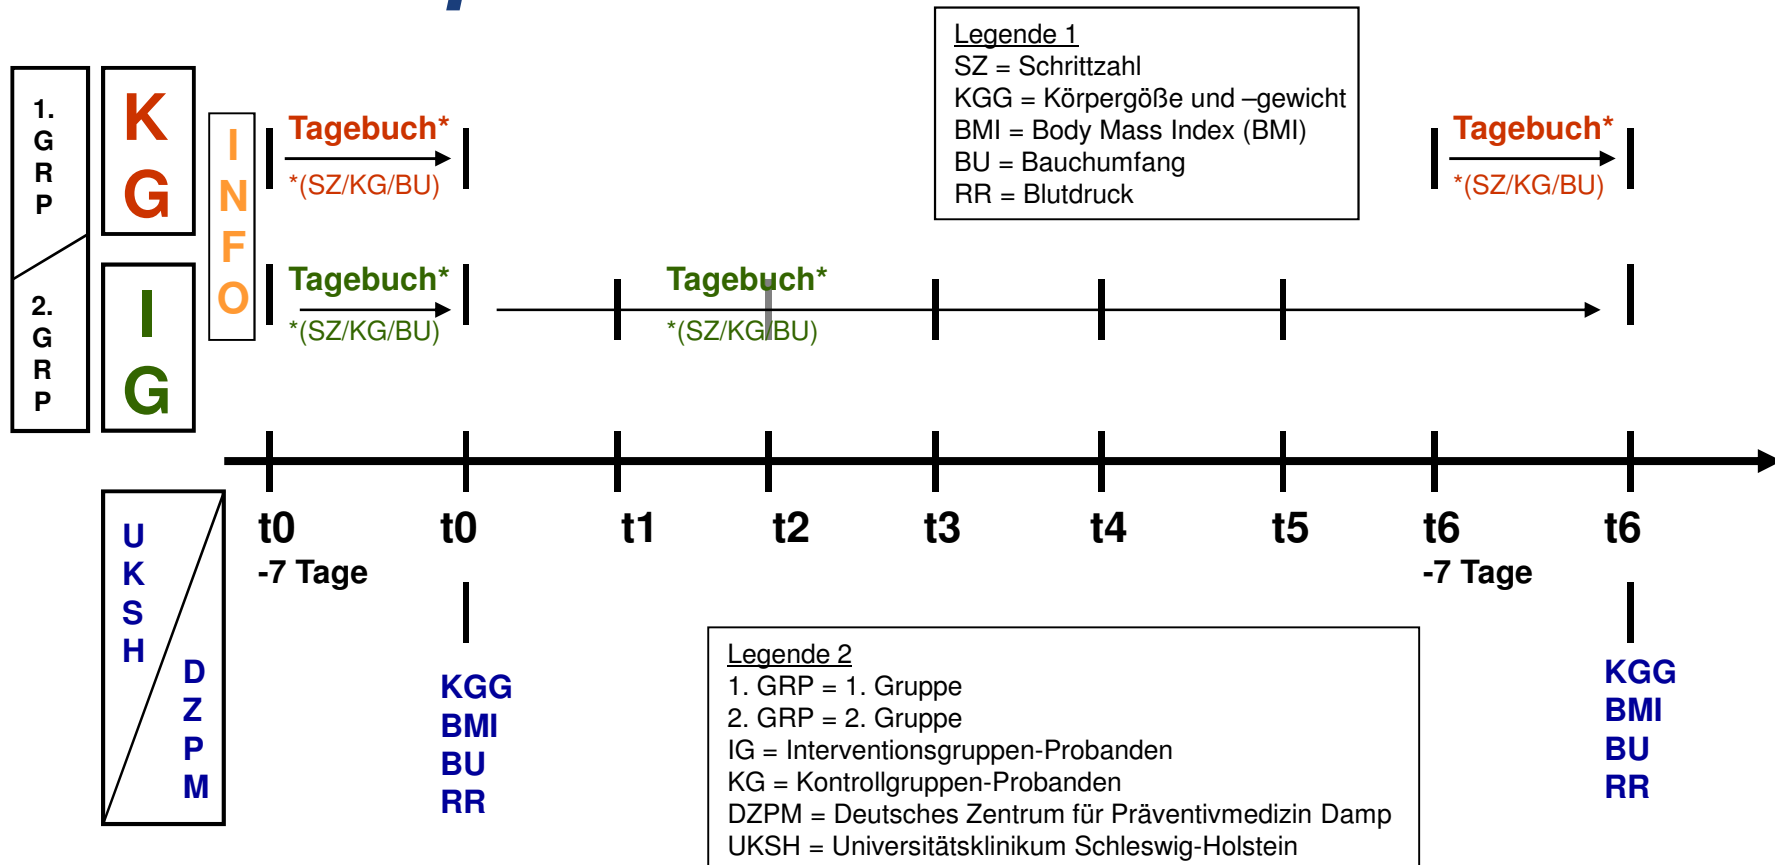 Legende 1
SZ = Schrittzahl
KGG = Körpergöße und –gewicht
BMI = Body Mass Index (BMI)
BU = Bauchumfang
RR = Blutdruck
1.
G
R
P
2.
G
R
P
K
G
I
G
I
N
F
O
Tagebuch*
*(SZ/KG/BU)
Tagebuch*
*(SZ/KG/BU)
Tagebuch*
*(SZ/KG/BU)
Tagebuch*
*(SZ/KG/BU)
t0
-7 Tage
t0
t1
t2
t3
t4
t5
t6
-7 Tage
t6
U
K
S
H
D
Z
P
M
KGG
BMI
BU
RR
Legende 2
1. GRP = 1. Gruppe
2. GRP = 2. Gruppe
IG = Interventionsgruppen-Probanden
KG = Kontrollgruppen-Probanden
DZPM = Deutsches Zentrum für Präventivmedizin Damp
UKSH = Universitätsklinikum Schleswig-Holstein
KGG
BMI
BU
RR